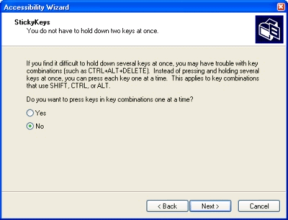 Accessibility Wizard
StickyKeys
You do not have to hold down two keys at once.
If you find it difficult to hold down several keys at once, you may have trouble with key
combinations (such as CTRL+ALT+DELETE). Instead of pressing and holding several
keys at once, you can press each key one at a time. This applies to key combinations
that use SHIFT, CTRL, or ALT.
Do you want to press keys in key combinations one at a time?
Yes
No
< Back
Next >
Cancel